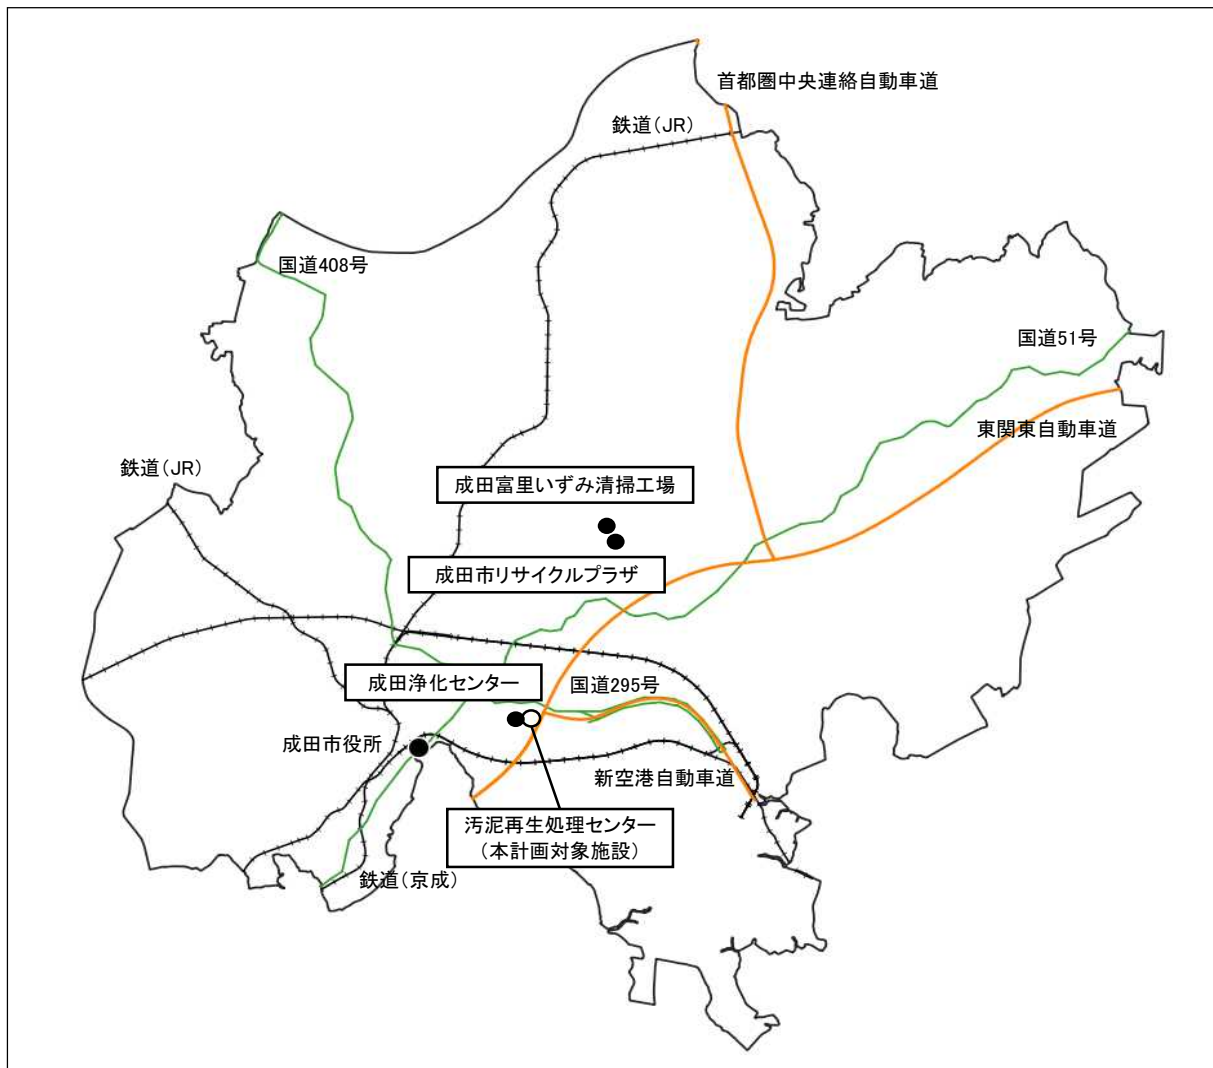 首都圏中央連絡自動車道
鉄道(JR)
国道408号
国道51号
東関東自動車道
鉄道(JR)
成田富里いずみ清掃工場
成田市リサイクルプラザ
成田浄化センター
国道295号
成田市役所
新空港自動車道
汚泥再生処理センター
(本計画対象施設)
鉄道(京成)